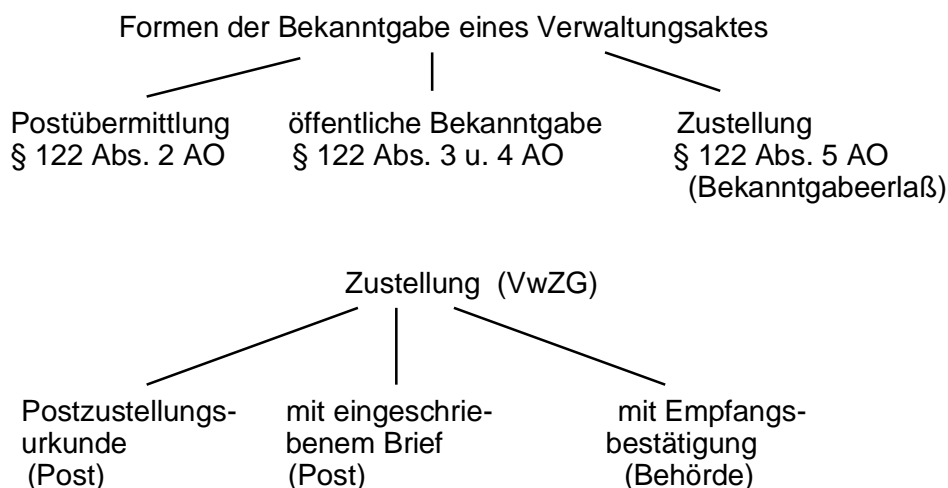 Formen der Bekanntgabe eines Verwaltungsaktes
Postübermittlung
§ 122 Abs. 2 AO
öffentliche Bekanntgabe
§ 122 Abs. 3 u. 4 AO
Zustellung
§ 122 Abs. 5 AO
(Bekanntgabeerlaß)
Zustellung (VwZG)
Postzustellungs-
urkunde
(Post)
mit eingeschrie-
benem Brief
(Post)
mit Empfangs-
bestätigung
(Behörde)